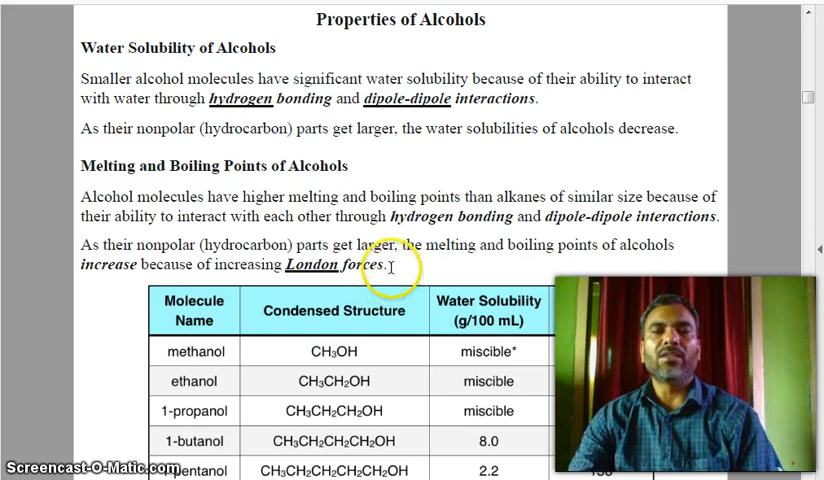 Properties of Alcohols
Water Solubility of Alcohols
Smaller alcohol molecules have significant water solubility because of their ability to interact
with water through hydrogen bonding and dipole-dipole interactions.
As their nonpolar (hydrocarbon) parts get larger, the water solubilities of alcohols decrease.
Melting and Boiling Points of Alcohols
Alcohol molecules have higher melting and boiling points than alkanes of similar size because of
their ability to interact with each other through hydrogen bonding and dipole-dipole interactions.
As their nonpolar (hydrocarbon) parts get larger, the melting and boiling points of alcohols
increase because of increasing London forces.
Molecule Name Condensed Structure Water Solubility (g/100 mL)
methanol CH₃OH miscible*
ethanol CH₃CH₂OH miscible
1-propanol CH₃CH₂CH₂OH miscible
1-butanol CH₃CH₂CH₂CH₂OH 8.0
pentanol CH₃CH₂CH₂CH₂CH₂OH 2.2
Screencast-O-Matic.com